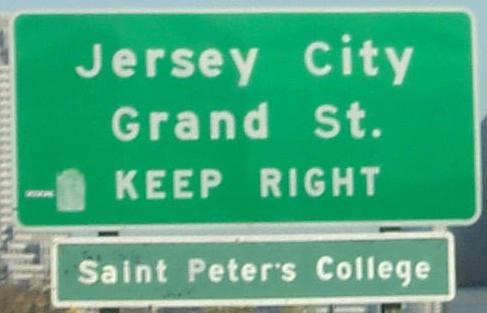 Jersey City
Grand St.
KEEP RIGHT
Saint Peter's College